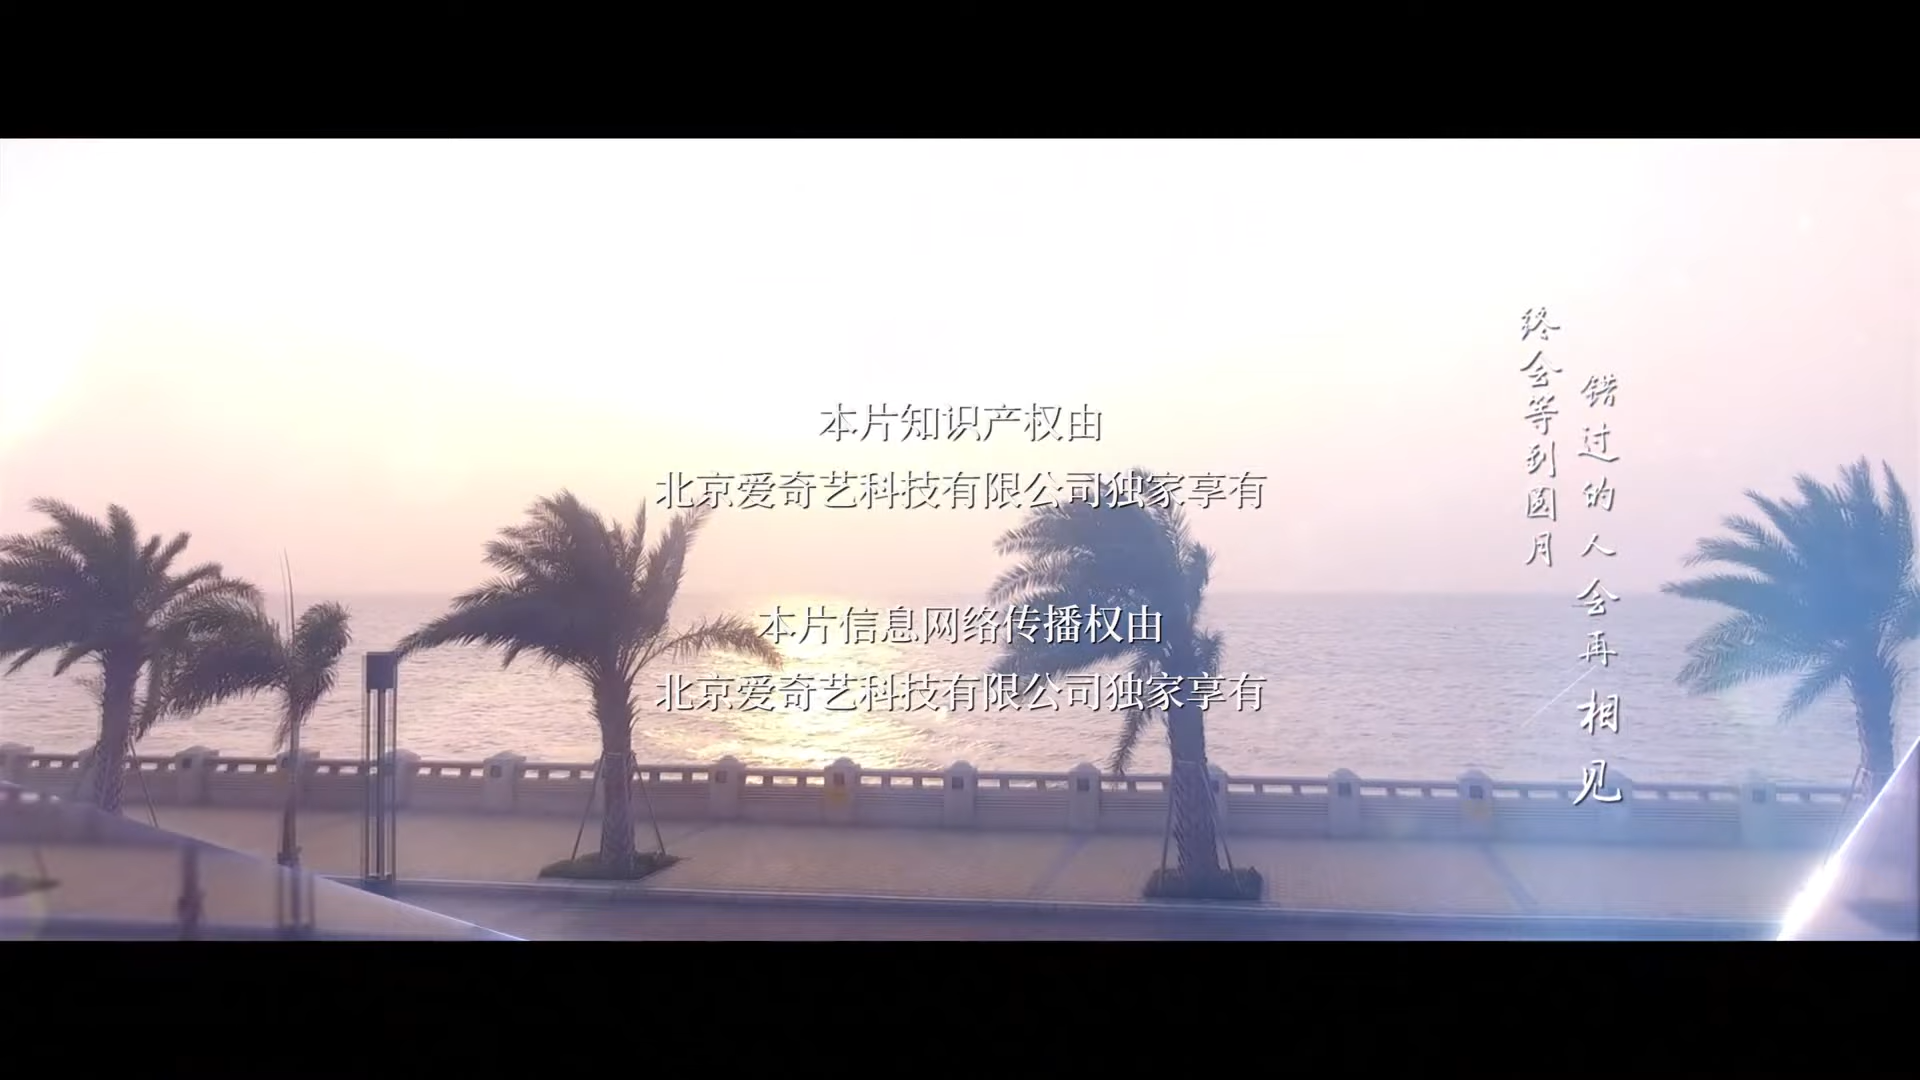 本片知识产权由
北京爱奇艺科技有限公司独家享有
本片信息网络传播权由
北京爱奇艺科技有限公司独家享有
错过的人会再相见
终会等到圆月